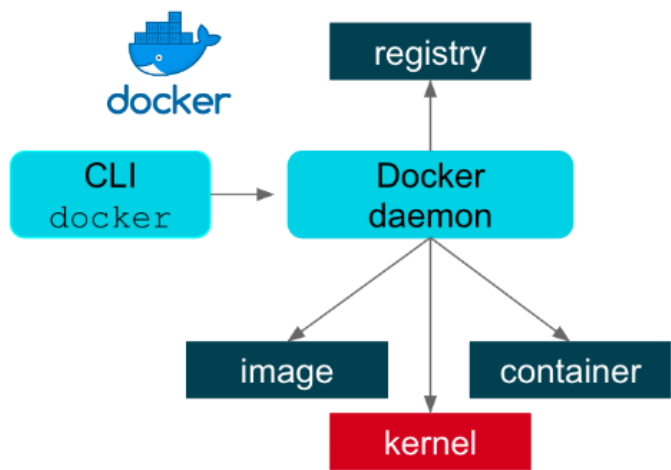 docker
registry
CLI
docker
Docker
daemon
image
container
kernel